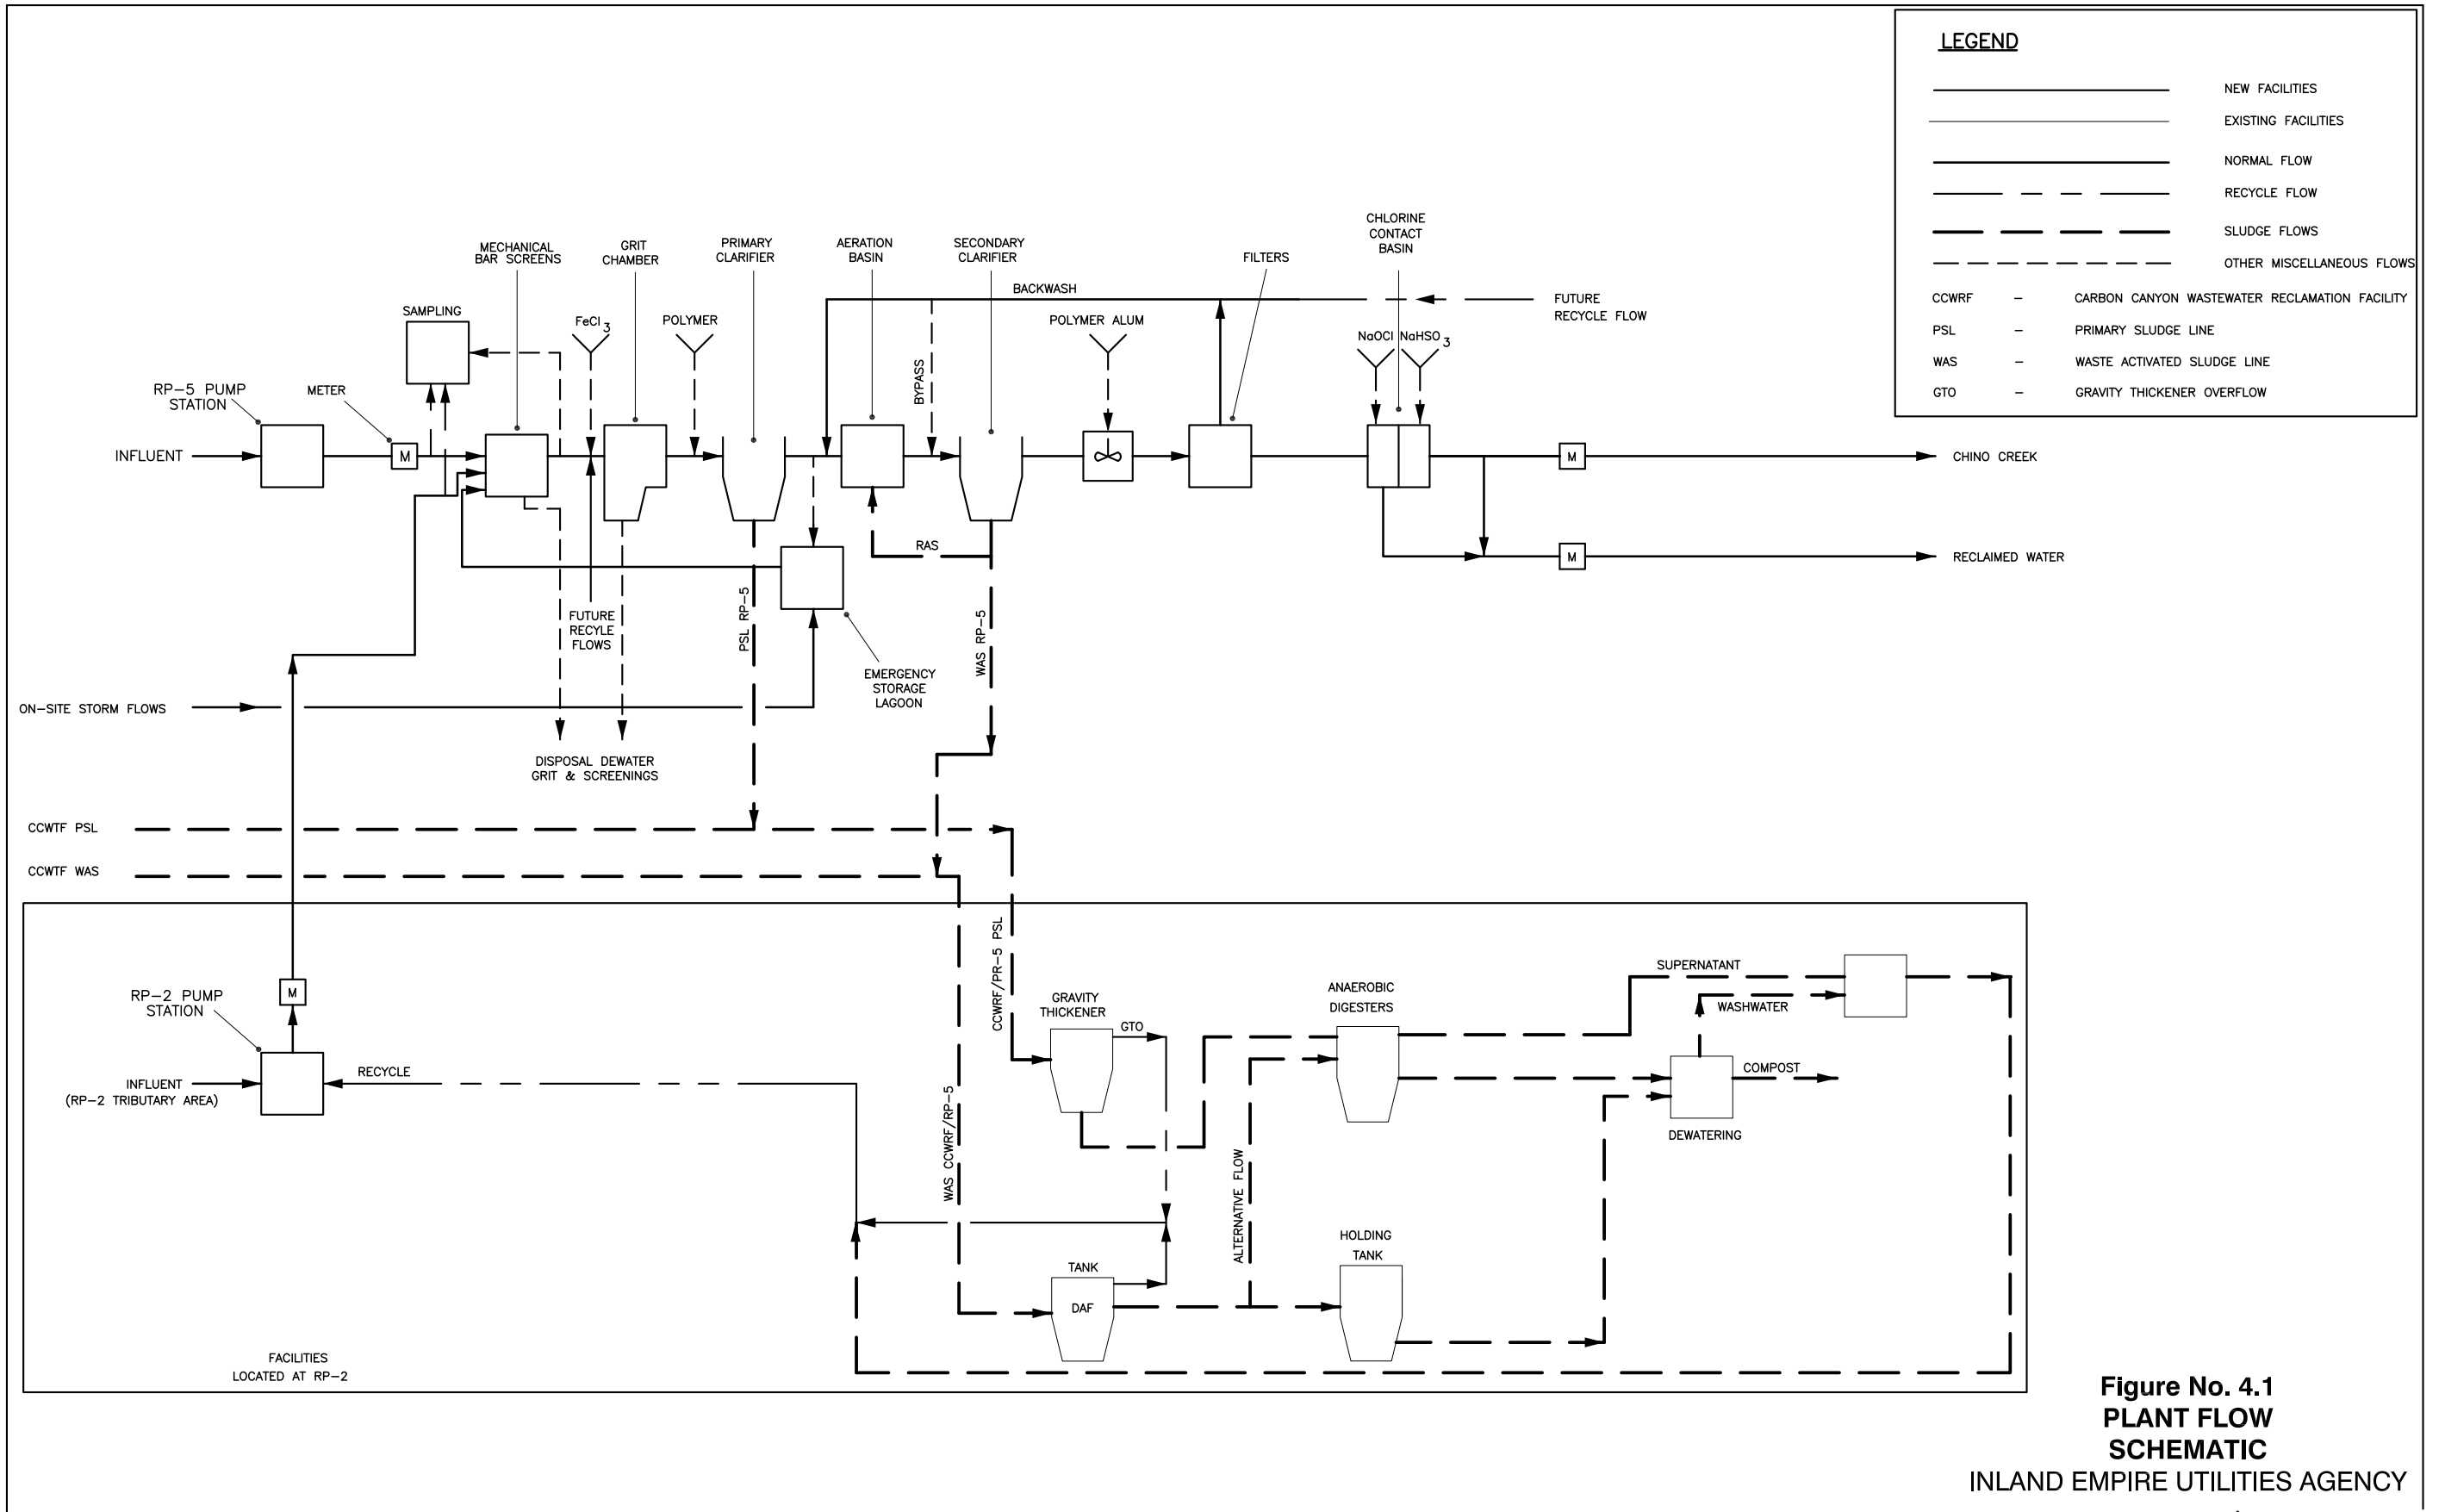 LEGEND
NEW FACILITIES
EXISTING FACILITIES
NORMAL FLOW
RECYCLE FLOW
SLUDGE FLOWS
OTHER MISCELLANEOUS FLOWS
CCWRF – CARBON CANYON WASTEWATER RECLAMATION FACILITY
PSL – PRIMARY SLUDGE LINE
WAS – WASTE ACTIVATED SLUDGE LINE
GTO – GRAVITY THICKENER OVERFLOW
MECHANICAL
BAR SCREENS
GRIT
CHAMBER
PRIMARY
CLARIFIER
AERATION
BASIN
SECONDARY
CLARIFIER
FILTERS
CHLORINE
CONTACT
BASIN
SAMPLING
FeCl3
POLYMER
BACKWASH
BYPASS
POLYMER ALUM
FUTURE
RECYCLE FLOW
NaOCl NaHSO3
RP–5 PUMP
STATION
METER
INFLUENT
M
M
CHINO CREEK
RAS
M
RECLAIMED WATER
FUTURE
RECYLE
FLOWS
PSL RP–5
WAS RP–5
EMERGENCY
STORAGE
LAGOON
ON–SITE STORM FLOWS
DISPOSAL DEWATER
GRIT & SCREENINGS
CCWTF PSL
CCWTF WAS
CCWRF/PR–5 PSL
WAS CCWRF/RP–5
RP–2 PUMP
STATION
M
INFLUENT
(RP–2 TRIBUTARY AREA)
RECYCLE
GRAVITY
THICKENER
GTO
ANAEROBIC
DIGESTERS
SUPERNATANT
WASHWATER
COMPOST
DEWATERING
ALTERNATIVE FLOW
TANK
DAF
HOLDING
TANK
FACILITIES
LOCATED AT RP–2
Figure No. 4.1
PLANT FLOW
SCHEMATIC
INLAND EMPIRE UTILITIES AGENCY